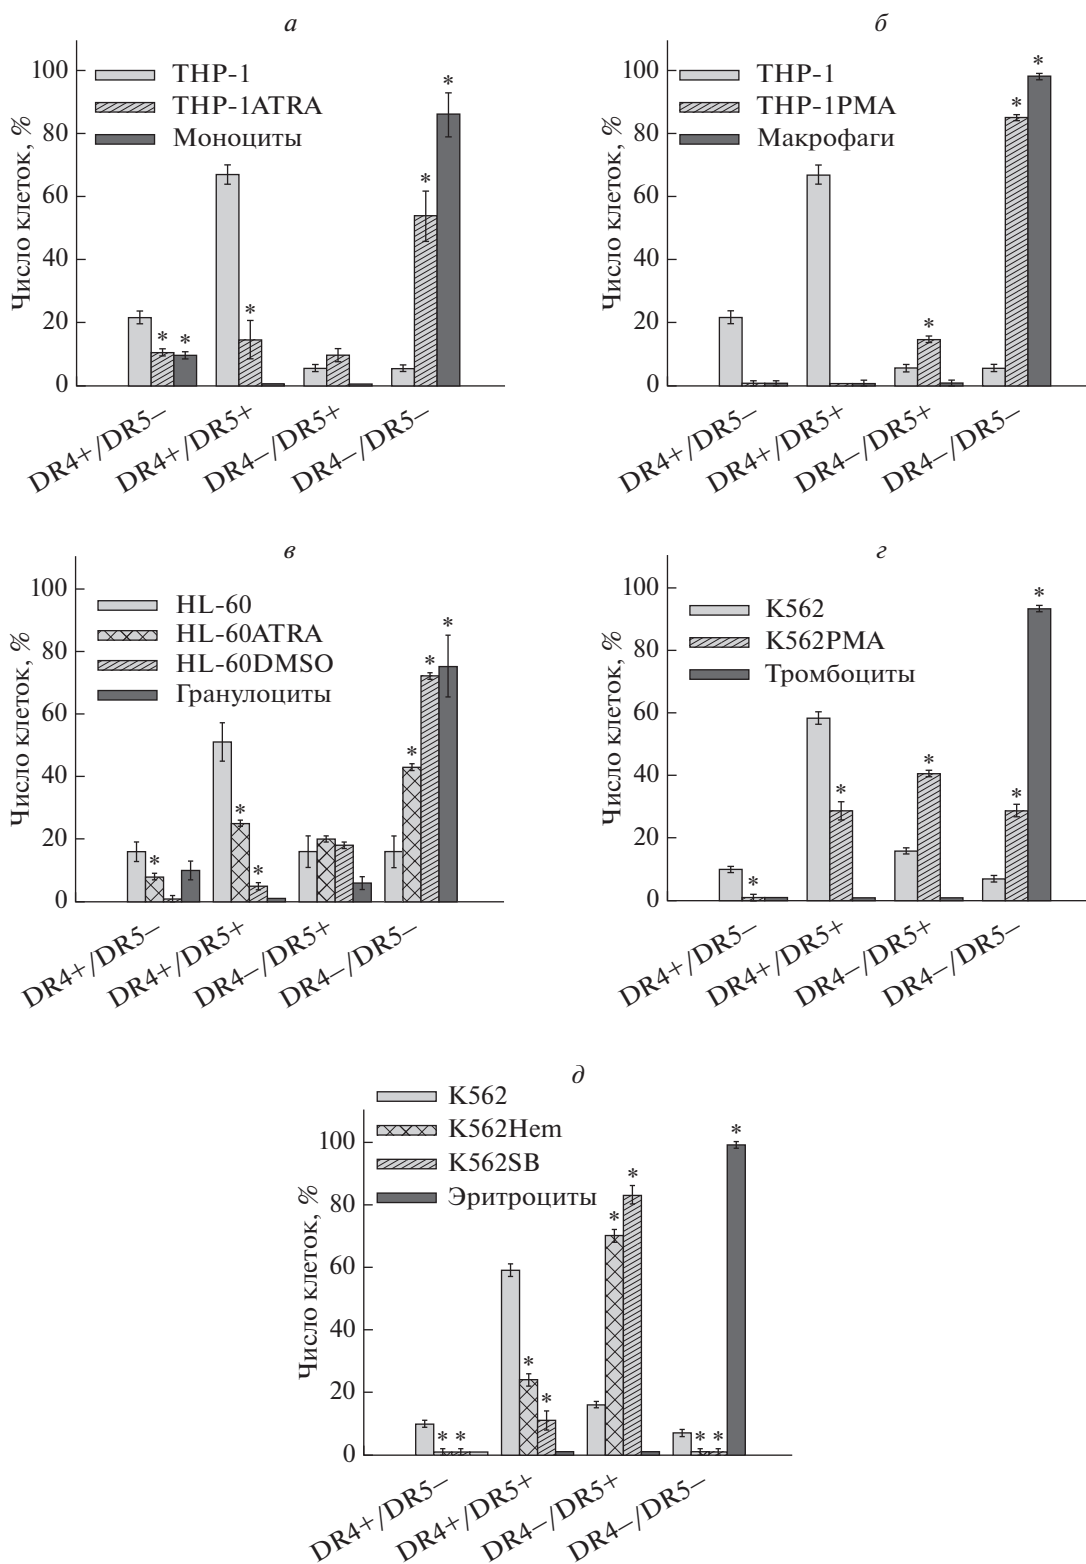 а
Число клеток, %
100
80
60
40
20
0
THP-1
THP-1ATRA
Моноциты
*
*
*
*
*
DR4+/DR5–
DR4+/DR5+
DR4–/DR5+
DR4–/DR5–
б
Число клеток, %
100
80
60
40
20
0
THP-1
THP-1PMA
Макрофаги
*
*
*
DR4+/DR5–
DR4+/DR5+
DR4–/DR5+
DR4–/DR5–
в
Число клеток, %
100
80
60
40
20
0
HL-60
HL-60ATRA
HL-60DMSO
Гранулоциты
*
*
*
*
*
*
DR4+/DR5–
DR4+/DR5+
DR4–/DR5+
DR4–/DR5–
г
Число клеток, %
100
80
60
40
20
0
K562
K562PMA
Тромбоциты
*
*
*
*
*
DR4+/DR5–
DR4+/DR5+
DR4–/DR5+
DR4–/DR5–
д
Число клеток, %
100
80
60
40
20
0
K562
K562Hem
K562SB
Эритроциты
* *
*
*
*
*
* *
*
DR4+/DR5–
DR4+/DR5+
DR4–/DR5+
DR4–/DR5–